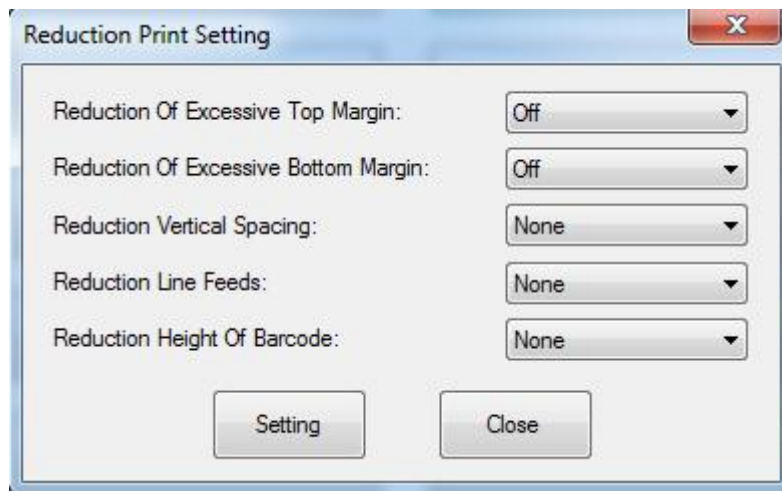 Reduction Print Setting
Reduction Of Excessive Top Margin: Off
Reduction Of Excessive Bottom Margin: Off
Reduction Vertical Spacing: None
Reduction Line Feeds: None
Reduction Height Of Barcode: None
Setting Close